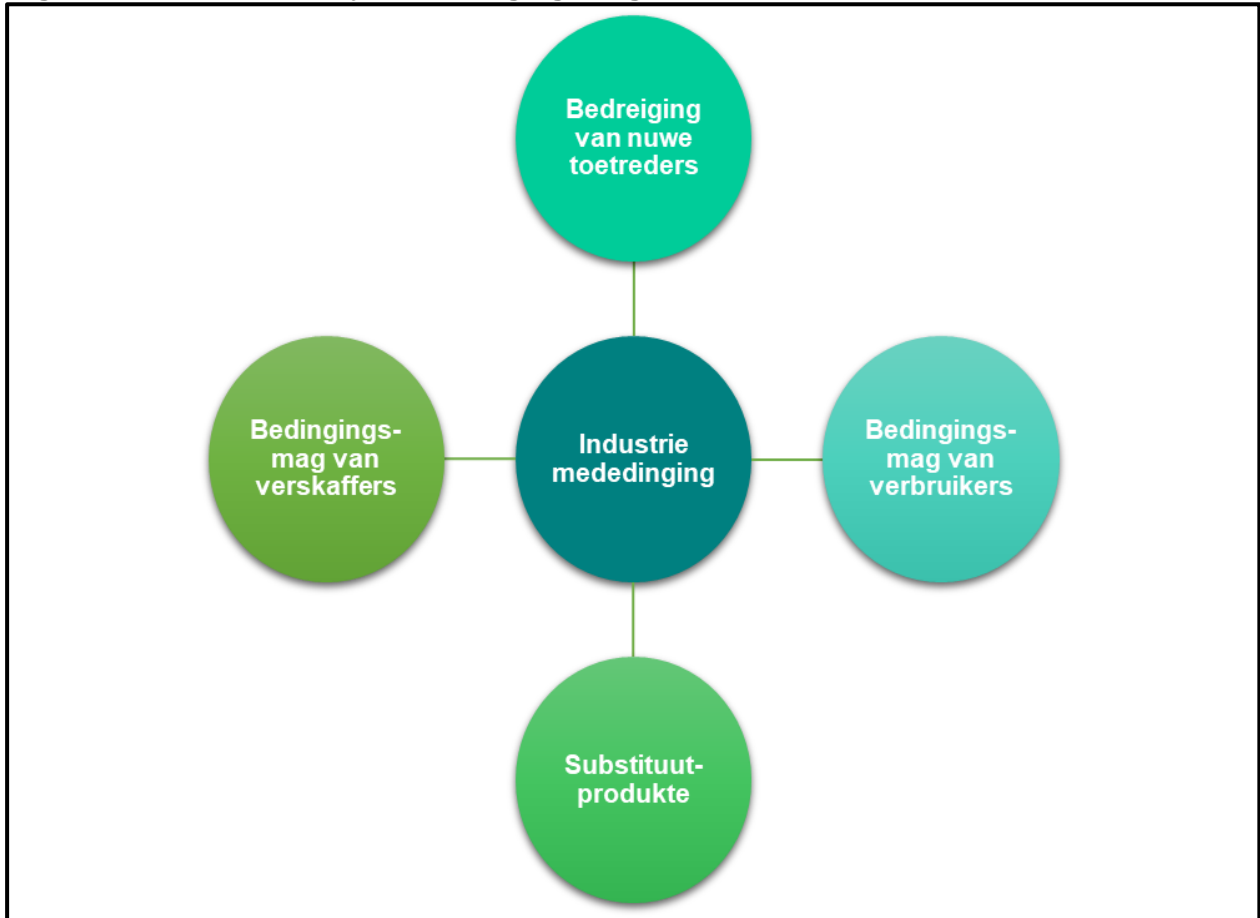 Bedreiging
van nuwe
toetreders
Bedingings-
mag van
verskaffers
Industrie
mededinging
Bedingings-
mag van
verbruikers
Substituut-
produkte